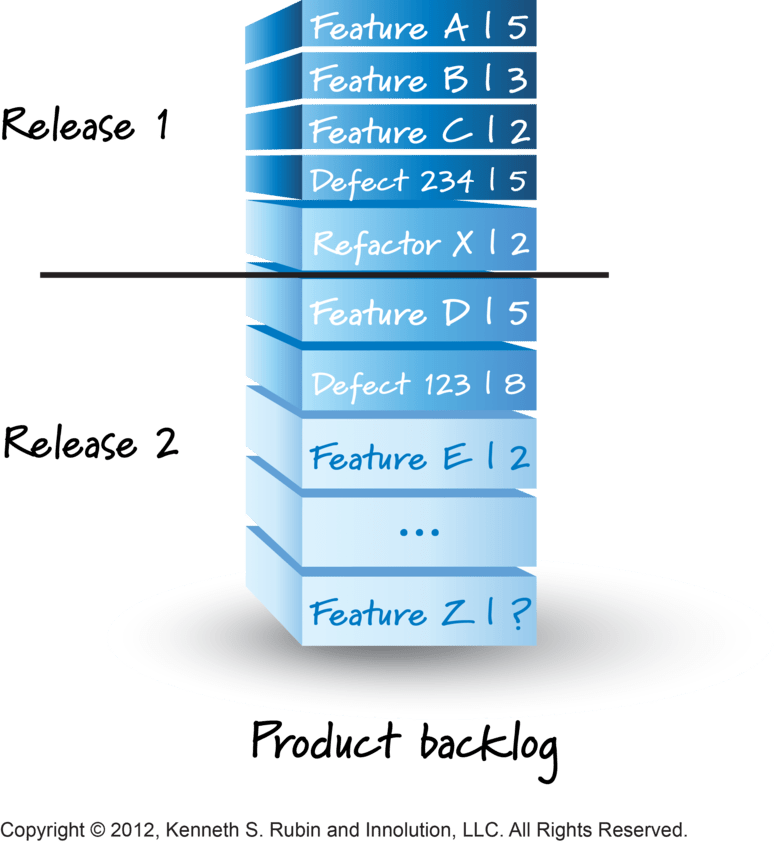 Feature A | 5
Feature B | 3
Release 1
Feature C | 2
Defect 234 | 5
Refactor X | 2
Feature D | 5
Defect 123 | 8
Release 2
Feature E | 2
...
Feature Z | ?
Product backlog
Copyright © 2012, Kenneth S. Rubin and Innolution, LLC. All Rights Reserved.